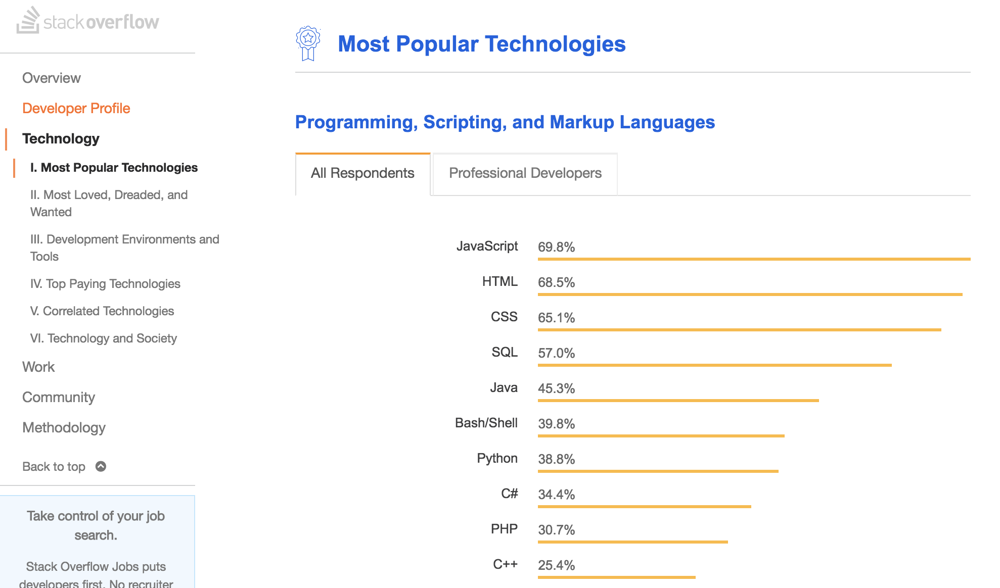 stackoverflow
Overview
Developer Profile
Technology
I. Most Popular Technologies
II. Most Loved, Dreaded, and
Wanted
III. Development Environments and
Tools
IV. Top Paying Technologies
V. Correlated Technologies
VI. Technology and Society
Work
Community
Methodology
Back to top
Take control of your job
search.
Stack Overflow Jobs puts
developers first. No recruiter
Most Popular Technologies
Programming, Scripting, and Markup Languages
All Respondents Professional Developers
JavaScript 69.8%
HTML 68.5%
CSS 65.1%
SQL 57.0%
Java 45.3%
Bash/Shell 39.8%
Python 38.8%
C# 34.4%
PHP 30.7%
C++ 25.4%